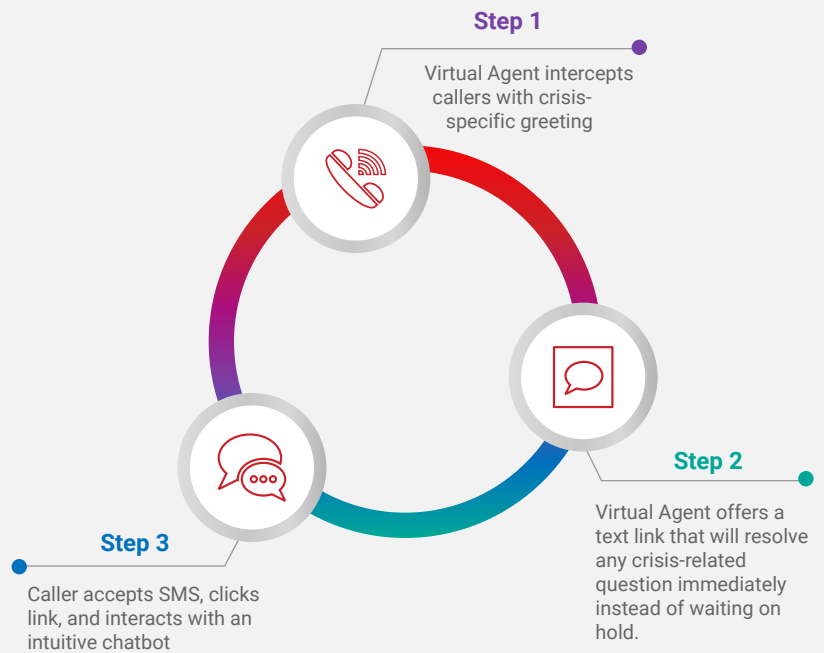 Step 1
Virtual Agent intercepts
callers with crisis-
specific greeting
Step 2
Virtual Agent offers a
text link that will resolve
any crisis-related
question immediately
instead of waiting on
hold.
Step 3
Caller accepts SMS, clicks
link, and interacts with an
intuitive chatbot